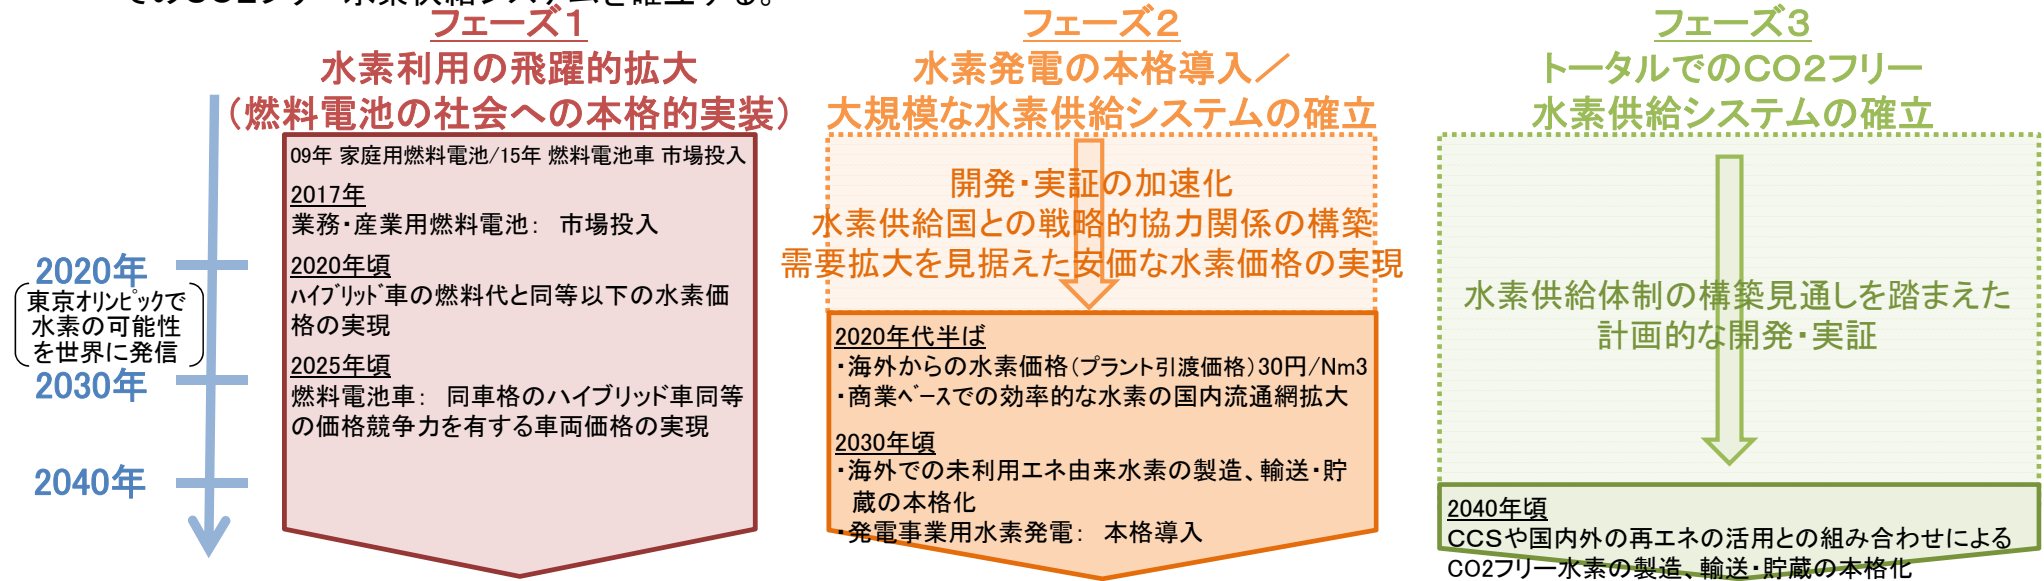 てのCO2フリー水素供給システムを確立する。
フェーズ1
水素利用の飛躍的拡大
(燃料電池の社会への本格的実装)
フェーズ2
水素発電の本格導入/
大規模な水素供給システムの確立
フェーズ3
トータルでのCO2フリー
水素供給システムの確立
2020年
東京オリンピックで
水素の可能性
を世界に発信
2030年
2040年
09年 家庭用燃料電池/15年 燃料電池車 市場投入
2017年
業務・産業用燃料電池: 市場投入
2020年頃
ハイブリッド車の燃料代と同等以下の水素価
格の実現
2025年頃
燃料電池車: 同車格のハイブリッド車同等
の価格競争力を有する車両価格の実現
開発・実証の加速化
水素供給国との戦略的協力関係の構築
需要拡大を見据えた安価な水素価格の実現
2020年代半ば
・海外からの水素価格(プラント引渡価格)30円/Nm3
・商業ベースでの効率的な水素の国内流通網拡大
2030年頃
・海外での未利用エネ由来水素の製造、輸送・貯
蔵の本格化
・発電事業用水素発電: 本格導入
水素供給体制の構築見通しを踏まえた
計画的な開発・実証
2040年頃
CCSや国内外の再エネの活用との組み合わせによる
CO2フリー水素の製造、輸送・貯蔵の本格化